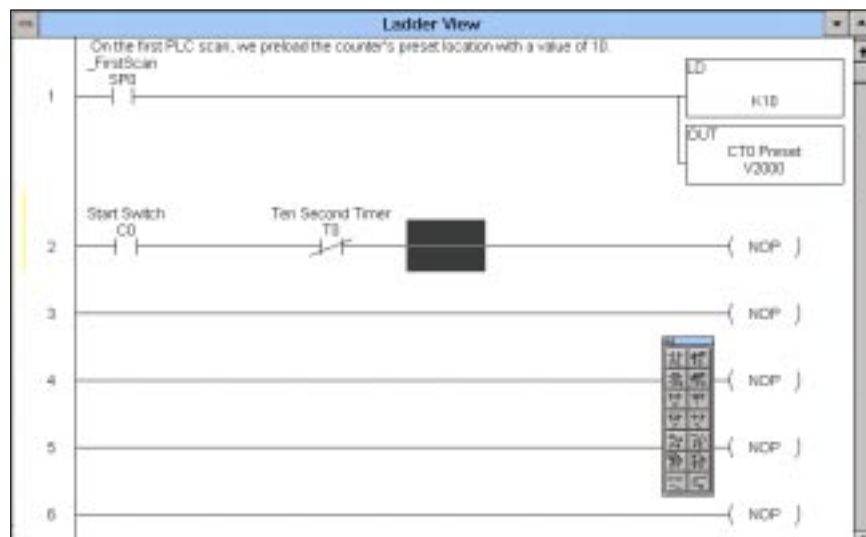 Ladder View
On the first PLC scan, we preload the counter's preset location with a value of 10.
_FirstScan
SP0
1
LD
K10
OUT
CT0 Preset
V2000
Start Switch
C0
Ten Second Timer
T0
2
( NOP )
3
( NOP )
4
( NOP )
5
( NOP )
6
( NOP )